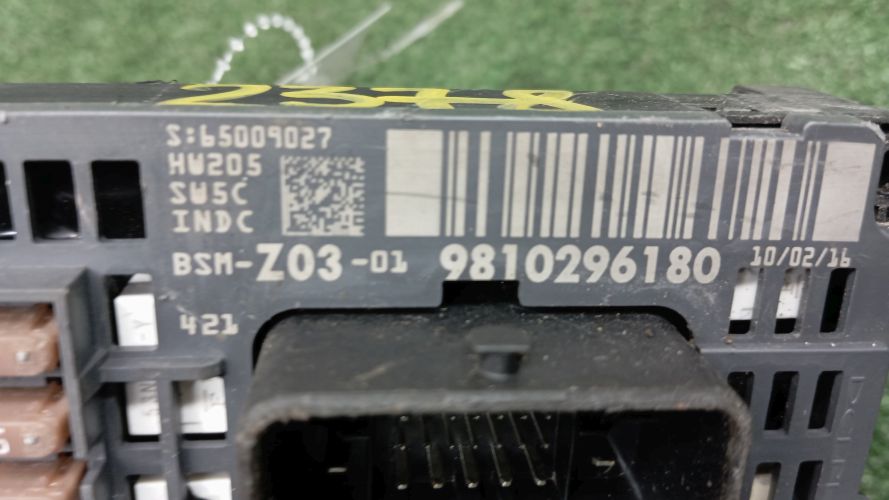 2378
S:65009027
HW205
SW5C
INDC
BSM-Z03-01 9810296180 10/02/16
421